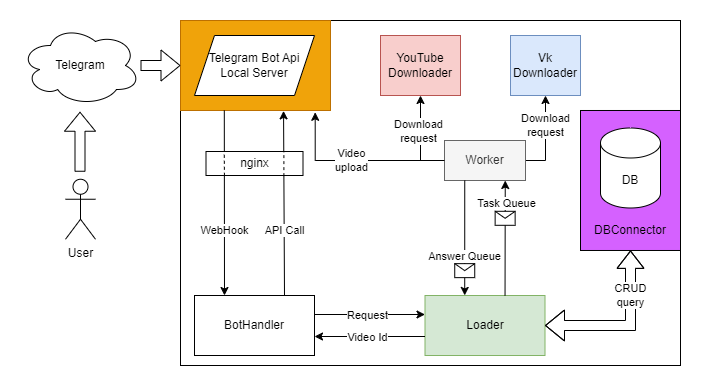 Telegram
User
Telegram Bot Api
Local Server
YouTube
Downloader
Vk
Downloader
Download
request
Download
request
Video
upload
Worker
nginx
DB
DBConnector
Task Queue
WebHook
API Call
Answer Queue
CRUD
query
BotHandler
Request
Video Id
Loader